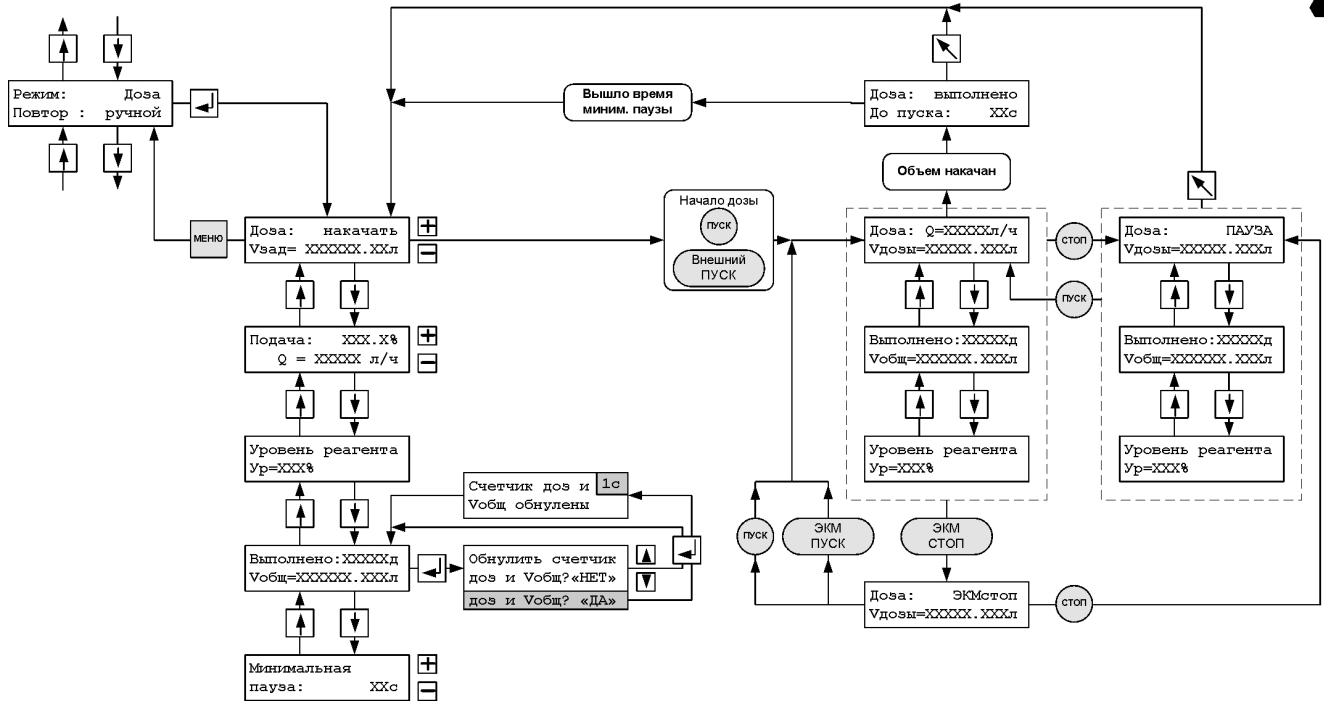 Режим: Доза
Повтор : ручной
Вышло время
миним. паузы
Доза: выполнено
До пуска: XXс
Объем накачан
МЕНЮ
Доза: накачать
Vзад= XXXXXX.XXл
+
−
Начало дозы
ПУСК
Внешний
ПУСК
Доза: Q=XXXXXл/ч
Vдозы=XXXXX.XXXл
СТОП
Доза: ПАУЗА
Vдозы=XXXXX.XXXл
ПУСК
Подача: XXX.X%
Q = XXXXX л/ч
+
−
Выполнено:XXXXXд
Vобщ=XXXXXX.XXXл
Выполнено:XXXXXд
Vобщ=XXXXXX.XXXл
Уровень реагента
Ур=XXX%
Уровень реагента
Ур=XXX%
Уровень реагента
Ур=XXX%
Счетчик доз и 1с
Vобщ обнулены
ПУСК
ЭКМ
ПУСК
ЭКМ
СТОП
Выполнено:XXXXXд
Vобщ=XXXXXX.XXXл
Обнулить счетчик
доз и Vобщ?«НЕТ»
доз и Vобщ? «ДА»
Доза: ЭКМстоп
Vдозы=XXXXX.XXXл
СТОП
Минимальная
пауза: XXс
+
−